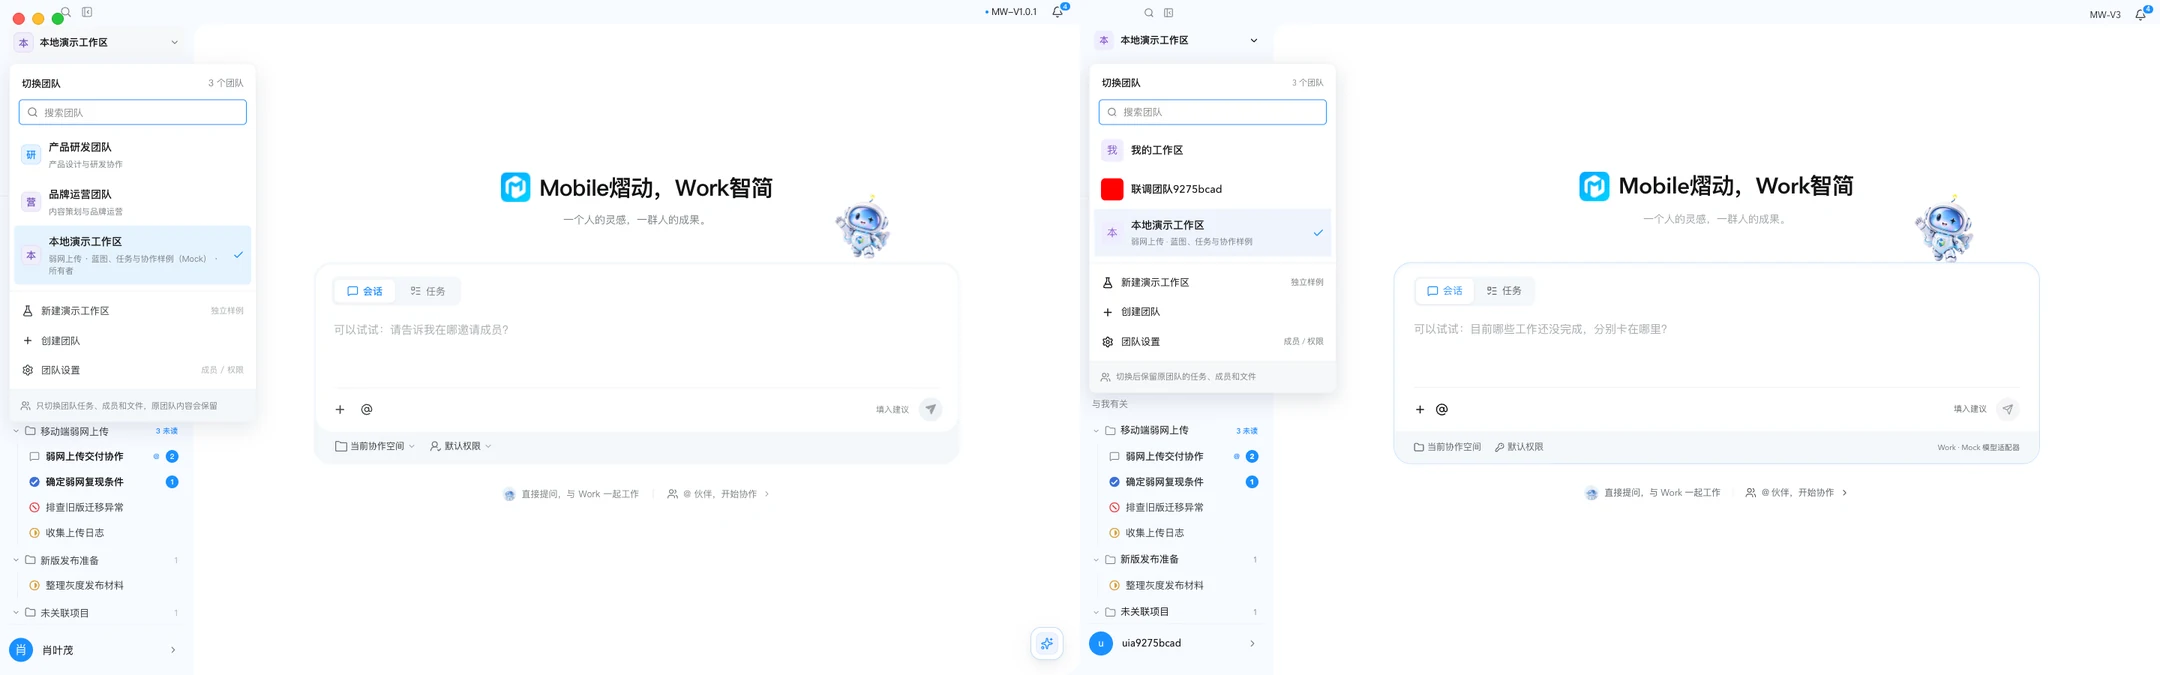 MW-V1.0.1
4
本 本地演示工作区
切换团队 3 个团队
搜索团队
研 产品研发团队
产品设计与研发协作
营 品牌运营团队
内容策划与品牌运营
本 本地演示工作区
弱网上传 · 蓝图、任务与协作样例（Mock） ·
所有者
新建演示工作区 独立样例
创建团队
团队设置 成员 / 权限
只切换团队任务、成员和文件，原团队内容会保留
移动端弱网上传 3 未读
弱网上传交付协作 @ 2
确定弱网复现条件 1
排查旧版迁移异常
收集上传日志
新版发布准备 1
整理灰度发布材料
未关联项目 1
肖 肖叶茂
Mobile熠动，Work智简
一个人的灵感，一群人的成果。
会话 任务
可以试试：请告诉我在哪邀请成员？
+ @ 填入建议
当前协作空间 默认权限
直接提问，与 Work 一起工作 @ 伙伴，开始协作
MW-V3
4
本 本地演示工作区
切换团队 3 个团队
搜索团队
我 我的工作区
联调团队9275bcad
本 本地演示工作区
弱网上传 · 蓝图、任务与协作样例
新建演示工作区 独立样例
创建团队
团队设置 成员 / 权限
切换后保留原团队的任务、成员和文件
与我有关
移动端弱网上传 3 未读
弱网上传交付协作 @ 2
确定弱网复现条件 1
排查旧版迁移异常
收集上传日志
新版发布准备 1
整理灰度发布材料
未关联项目 1
u uia9275bcad
Mobile熠动，Work智简
一个人的灵感，一群人的成果。
会话 任务
可以试试：目前哪些工作还没完成，分别卡在哪里？
+ @ 填入建议
当前协作空间 默认权限 Work · Mock 模型适配器
直接提问，与 Work 一起工作 @ 伙伴，开始协作